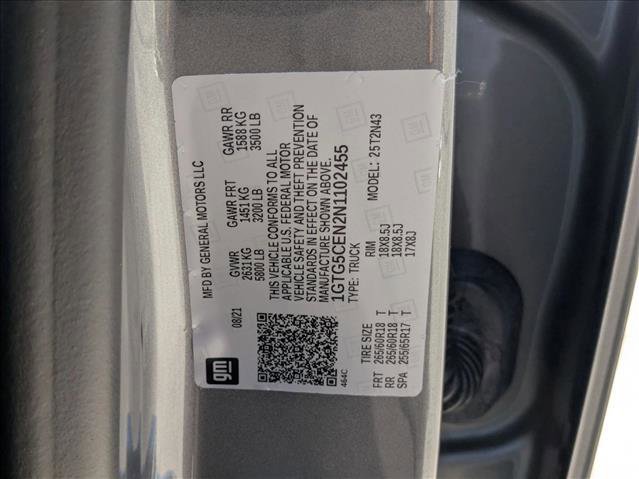 gm
MFD BY GENERAL MOTORS LLC
08/21
GVWR GAWR FRT GAWR RR
2631 KG 1451 KG 1588 KG
5800 LB 3200 LB 3500 LB
THIS VEHICLE CONFORMS TO ALL
APPLICABLE U.S. FEDERAL MOTOR
VEHICLE SAFETY AND THEFT PREVENTION
STANDARDS IN EFFECT ON THE DATE OF
MANUFACTURE SHOWN ABOVE.
1GTG5CEN2N1102455
TYPE: TRUCK MODEL: 25T2N43
464C
TIRE SIZE RIM
FRT 265/60R18 T 18X8.5J
RR 265/60R18 T 18X8.5J
SPA 255/65R17 T 17X8J